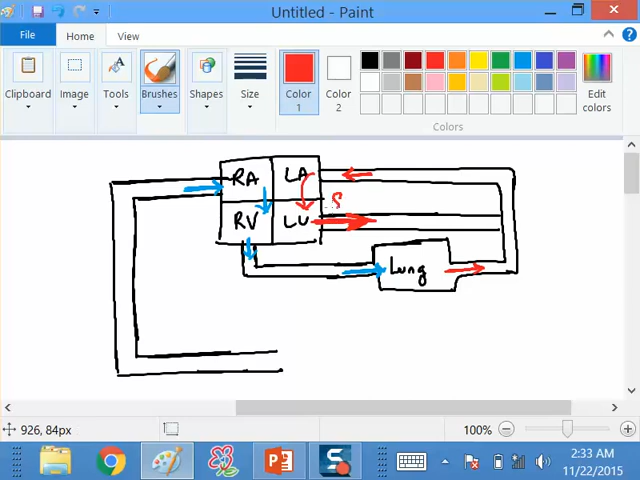 Untitled - Paint
File
Home
View
Clipboard
Image
Tools
Brushes
Shapes
Size
Color 1
Color 2
Edit colors
Colors
RA
LA
RV
LV
S
Lung
926, 84px
100%
2:33 AM
11/22/2015